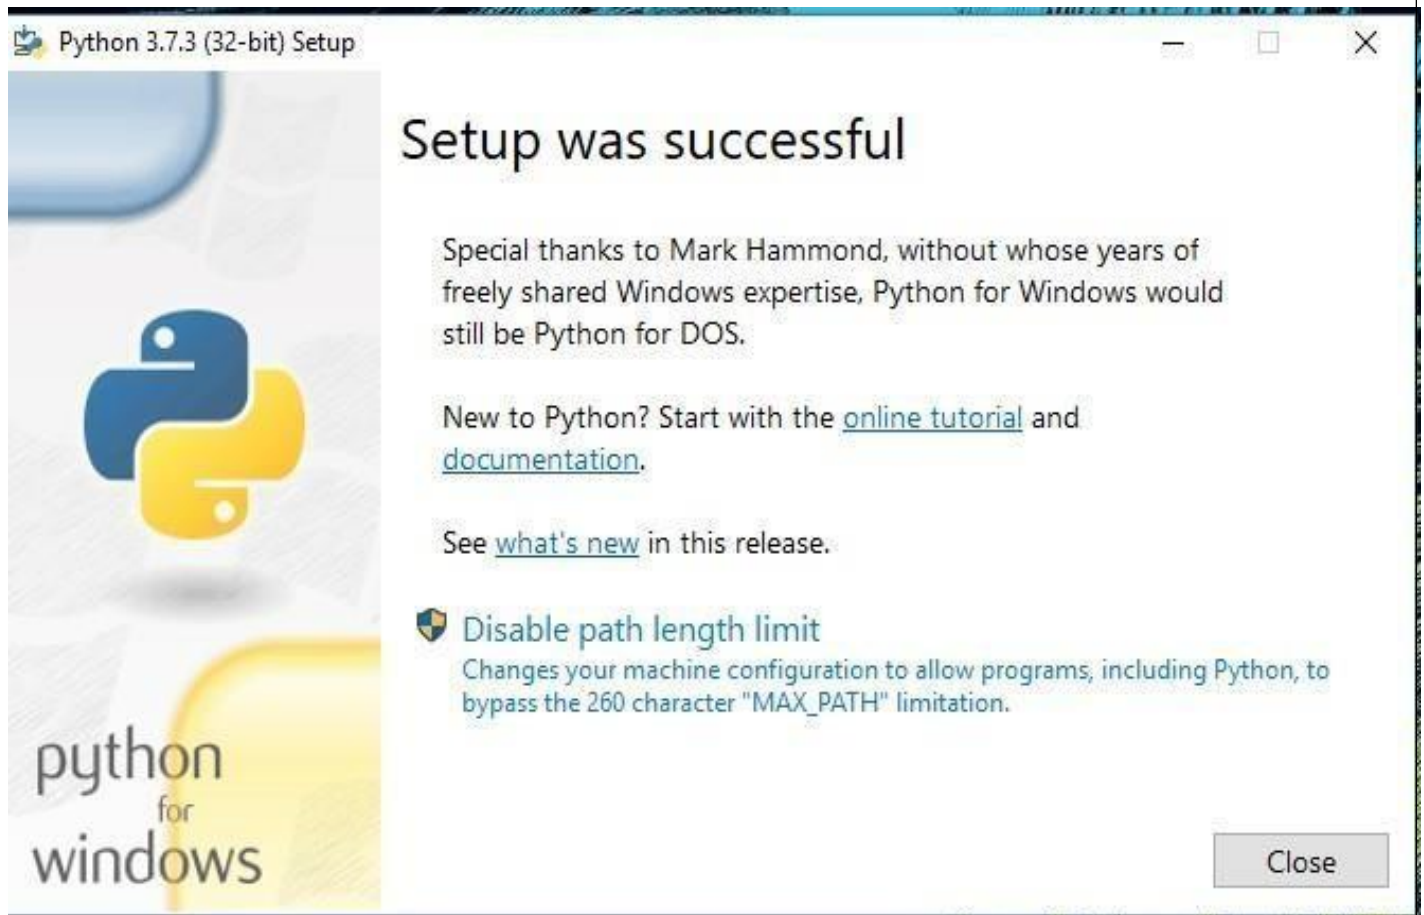 Python 3.7.3 (32-bit) Setup
Setup was successful
Special thanks to Mark Hammond, without whose years of
freely shared Windows expertise, Python for Windows would
still be Python for DOS.
New to Python? Start with the online tutorial and
documentation.
See what's new in this release.
Disable path length limit
Changes your machine configuration to allow programs, including Python, to
bypass the 260 character "MAX_PATH" limitation.
python
for
windows
Close